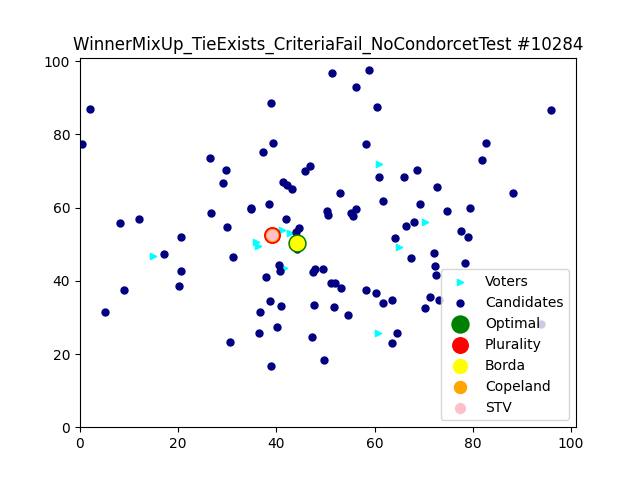 WinnerMixUp_TieExists_CriteriaFail_NoCondorcetTest #10284
100
80
60
40
20
0
0 20 40 60 80 100
Voters
Candidates
Optimal
Plurality
Borda
Copeland
STV